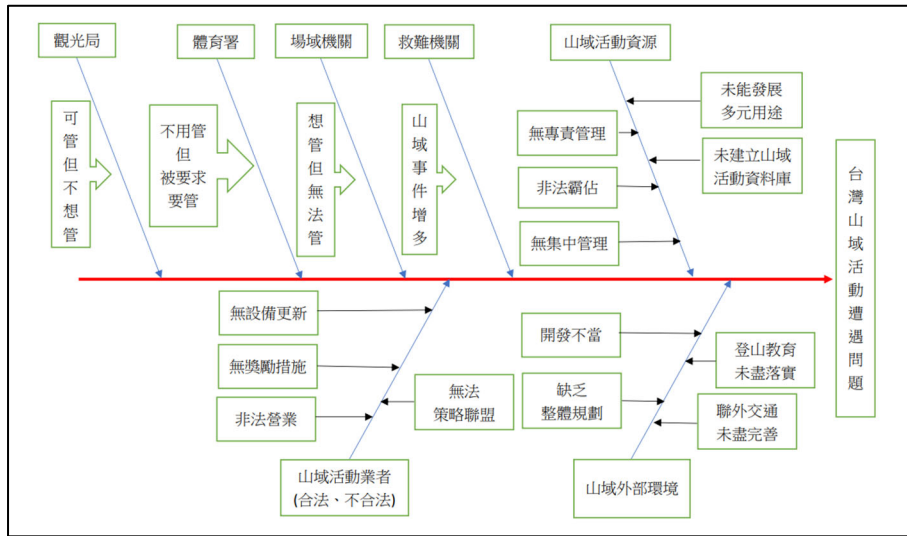 觀光局
體育署
場域機關
救難機關
山域活動資源
可管但不想管
不用管
但
被要求
要管
想管但無法管
山域事件增多
未能發展
多元用途
無專責管理
未建立山域
活動資料庫
非法霸佔
無集中管理
台灣山域活動遭遇問題
無設備更新
無獎勵措施
非法營業
無法
策略聯盟
山域活動業者
(合法、不合法)
開發不當
登山教育
未盡落實
缺乏
整體規劃
聯外交通
未盡完善
山域外部環境